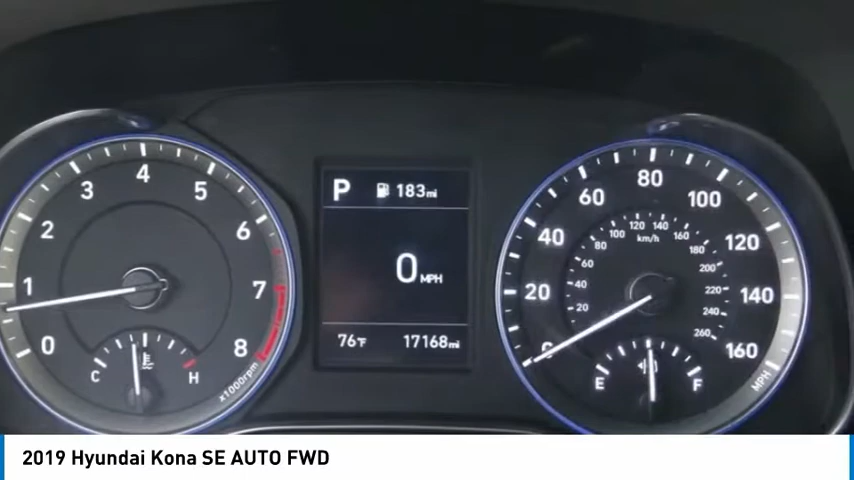 P 183mi
0 MPH
76°F 17168mi
0 1 2 3 4 5 6 7 8
x1000rpm
C H
0 20 40 60 80 100 120 140 160
MPH
20 40 60 80 100 120 140 160 180 200 220 240 260
km/h
E F
2019 Hyundai Kona SE AUTO FWD